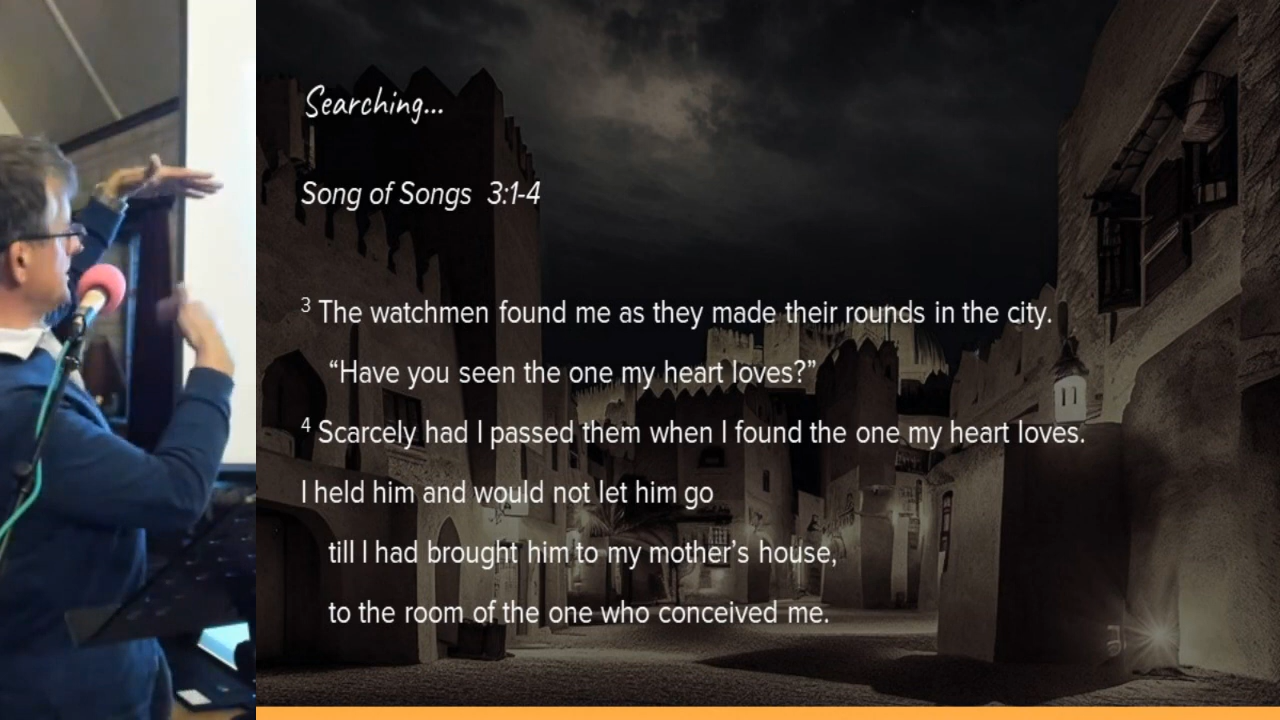 Searching...
Song of Songs 3:1-4
3 The watchmen found me as they made their rounds in the city.
“Have you seen the one my heart loves?”
4 Scarcely had I passed them when I found the one my heart loves.
I held him and would not let him go
till I had brought him to my mother’s house,
to the room of the one who conceived me.